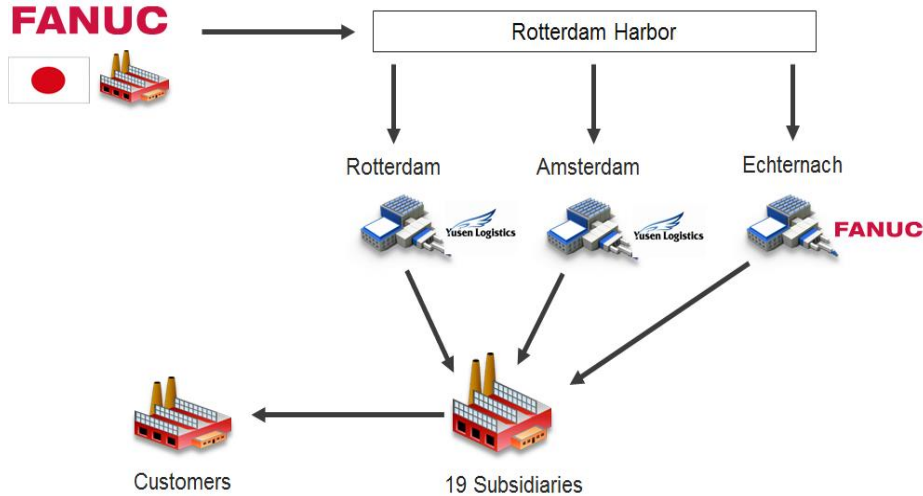 FANUC
Rotterdam Harbor
Rotterdam
Amsterdam
Echternach
Yusen Logistics
Yusen Logistics
FANUC
Customers
19 Subsidiaries